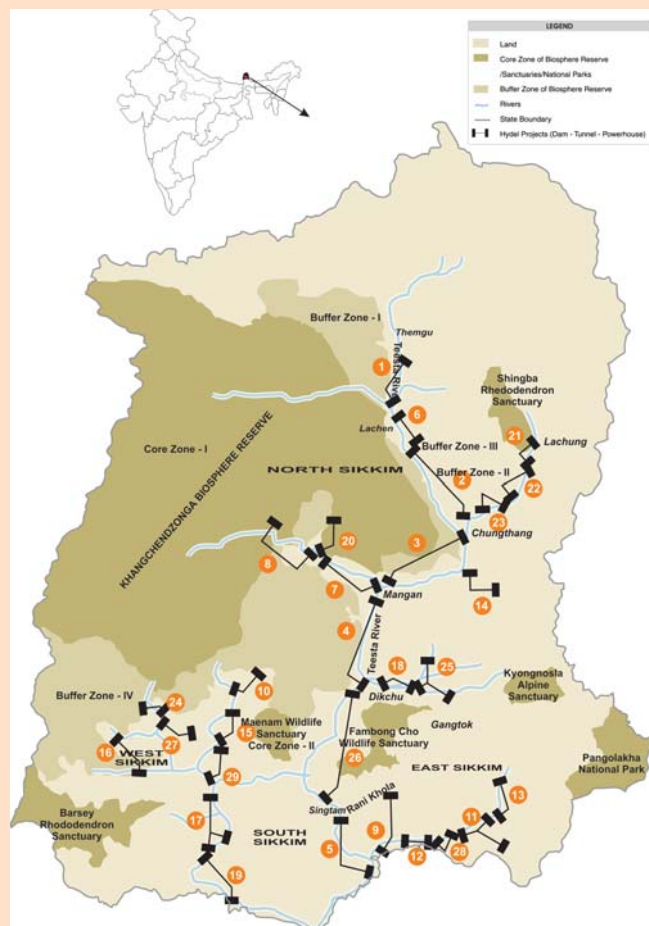 LEGEND
Land
Core Zone of Biosphere Reserve
/Sanctuaries/National Parks
Buffer Zone of Biosphere Reserve
Rivers
State Boundary
Hydel Projects (Dam - Tunnel - Powerhouse)
Buffer Zone - I
Themgu
Teesta River
1
Shingba
Rhedodendron
Sanctuary
6
Lachen
21
Lachung
Core Zone - I
Buffer Zone - III
KHANGCHENDZONGA BIOSPHERE RESERVE
NORTH SIKKIM
Buffer Zone - II
2
22
23
Chungthang
20
3
8
7
Mangan
14
4
Teesta River
18
25
Kyongnosla
Alpine
Sanctuary
Buffer Zone - IV
24
10
Dikchu
Gangtok
Maenam Wildlife
Sanctuary
Core Zone - II
15
16
27
WEST
SIKKIM
Fambong Cho
Wildlife Sanctuary
26
EAST SIKKIM
Pangolakha
National Park
29
13
Singtam
Rani Khola
Barsey
Rhododendron
Sanctuary
17
SOUTH
SIKKIM
5
9
11
12
28
19